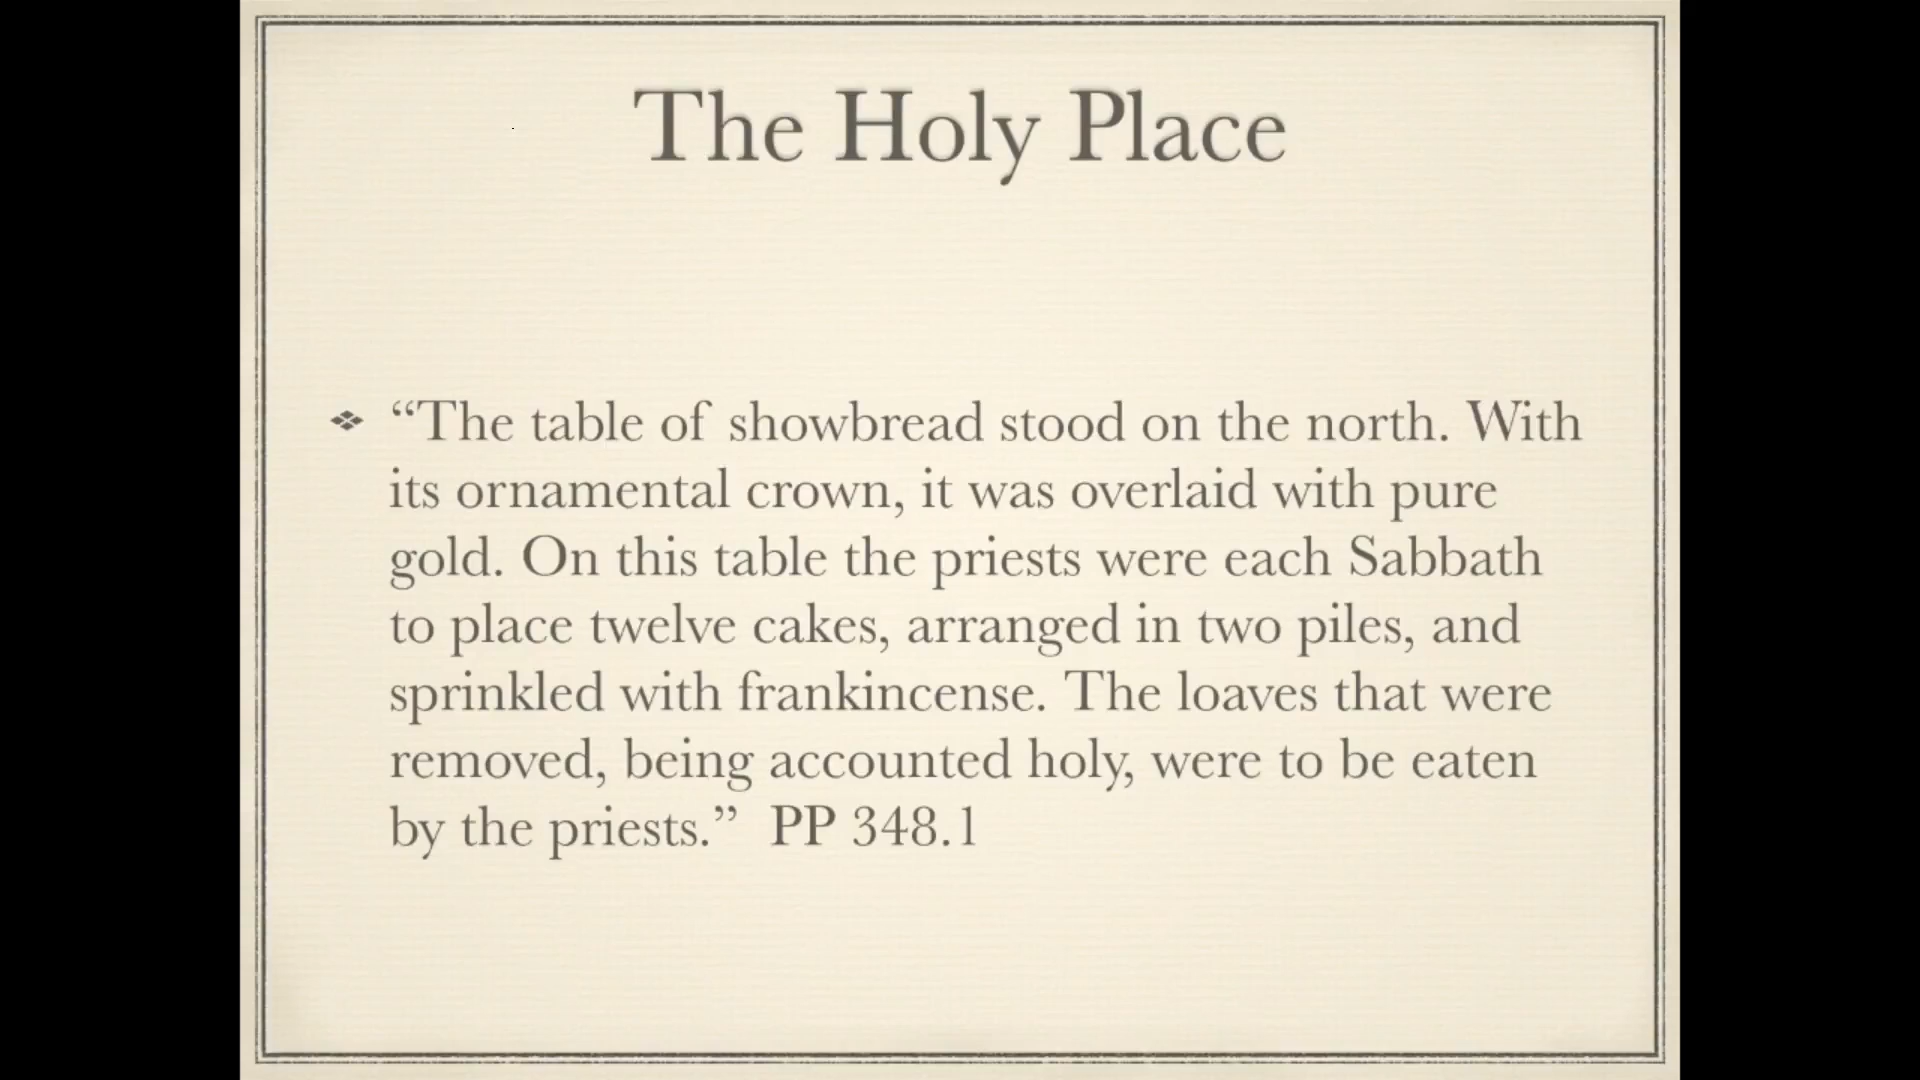 The Holy Place
“The table of showbread stood on the north. With
its ornamental crown, it was overlaid with pure
gold. On this table the priests were each Sabbath
to place twelve cakes, arranged in two piles, and
sprinkled with frankincense. The loaves that were
removed, being accounted holy, were to be eaten
by the priests.”  PP 348.1